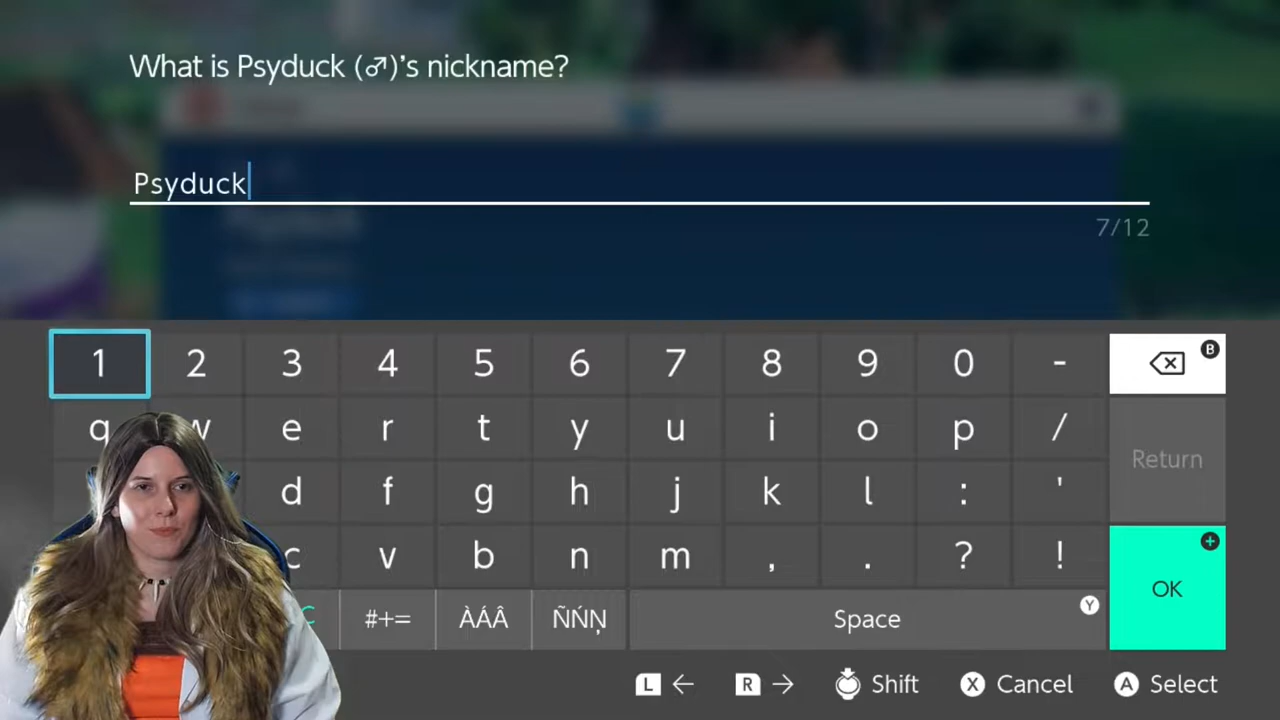 What is Psyduck (♂)'s nickname?
Psyduck
7/12
1 2 3 4 5 6 7 8 9 0 - B
q w e r t y u i o p / Return
d f g h j k l : '
c v b n m , . ? ! + OK
#+= ÀÁÂ ÑŃŅ Space Y
L ← R → Shift X Cancel A Select